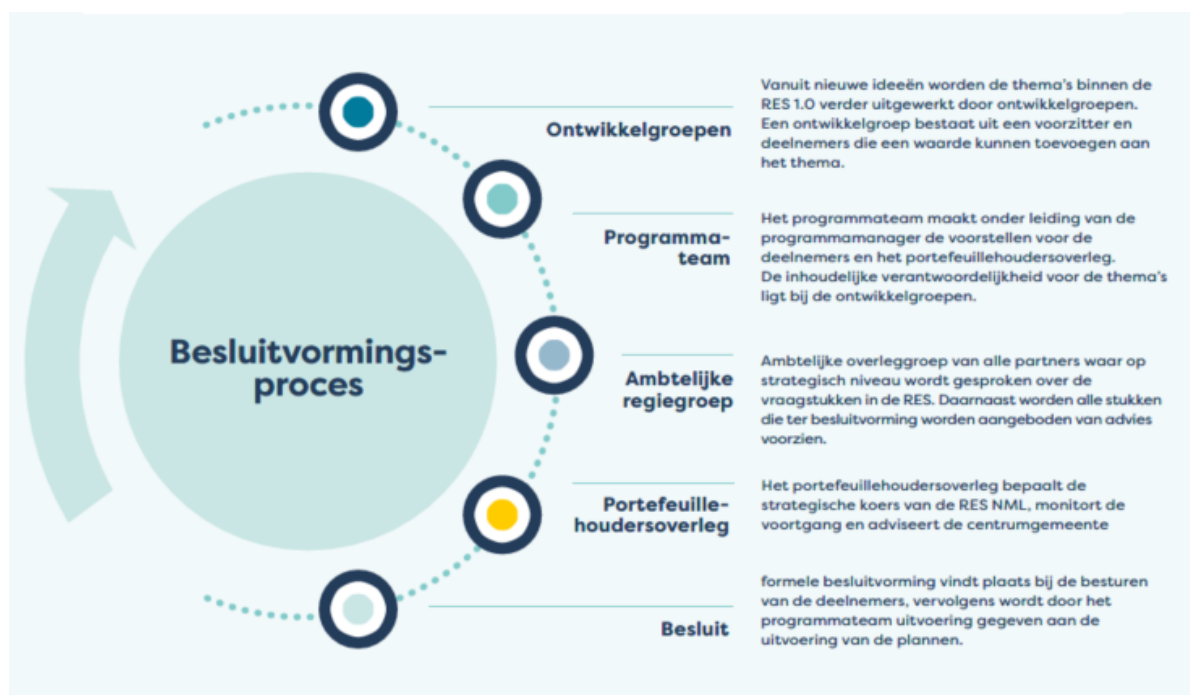 Besluitvormings-
proces
Ontwikkelgroepen
Vanuit nieuwe ideeën worden de thema's binnen de
RES 1.0 verder uitgewerkt door ontwikkelgroepen.
Een ontwikkelgroep bestaat uit een voorzitter en
deelnemers die een waarde kunnen toevoegen aan
het thema.
Programma-
team
Het programmateam maakt onder leiding van de
programmamanager de voorstellen voor de
deelnemers en het portefeuillehoudersoverleg.
De inhoudelijke verantwoordelijkheid voor de thema's
ligt bij de ontwikkelgroepen.
Ambtelijke
regiegroep
Ambtelijke overleggroep van alle partners waar op
strategisch niveau wordt gesproken over de
vraagstukken in de RES. Daarnaast worden alle stukken
die ter besluitvorming worden aangeboden van advies
voorzien.
Portefeuille-
houdersoverleg
Het portefeuillehoudersoverleg bepaalt de
strategische koers van de RES NML, monitort de
voortgang en adviseert de centrumgemeente
Besluit
formele besluitvorming vindt plaats bij de besturen
van de deelnemers, vervolgens wordt door het
programmateam uitvoering gegeven aan de
uitvoering van de plannen.